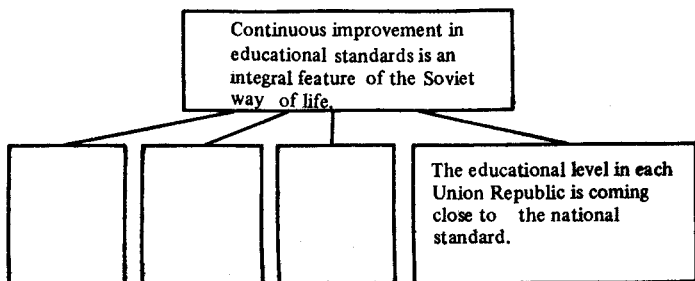 Continuous improvement in
educational standards is an
integral feature of the Soviet
way of life.
The educational level in each
Union Republic is coming
close to the national
standard.